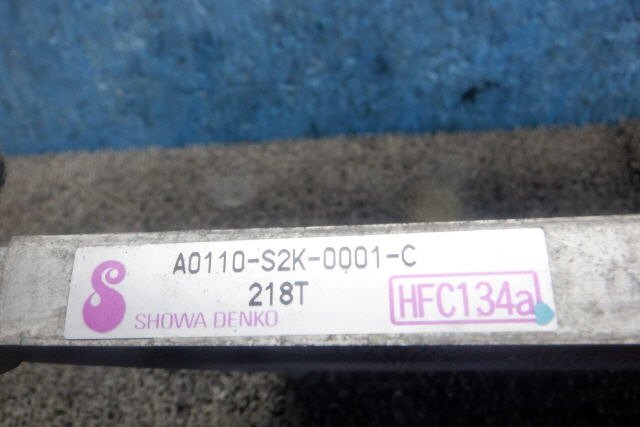 A0110-S2K-0001-C
218T
HFC134a
SHOWA DENKO